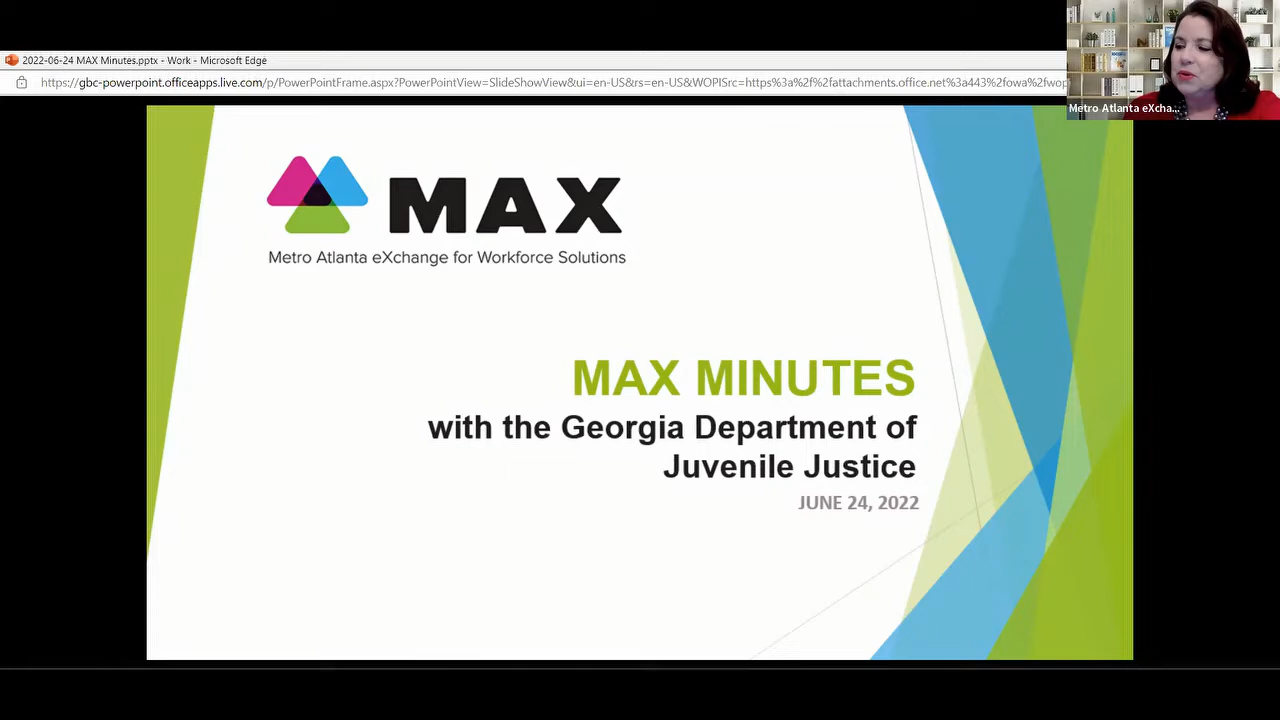 2022-06-24 MAX Minutes.pptx - Work - Microsoft Edge
https://gbc-powerpoint.officeapps.live.com/p/PowerPointFrame.aspx?PowerPointView=SlideShowView&ui=en-US&rs=en-US&WOPISrc=https%3a%2f%2fattachments.office.net%3a443%2fowa%2fwop
Metro Atlanta eXcha...
MAX
Metro Atlanta eXchange for Workforce Solutions
MAX MINUTES
with the Georgia Department of
Juvenile Justice
JUNE 24, 2022